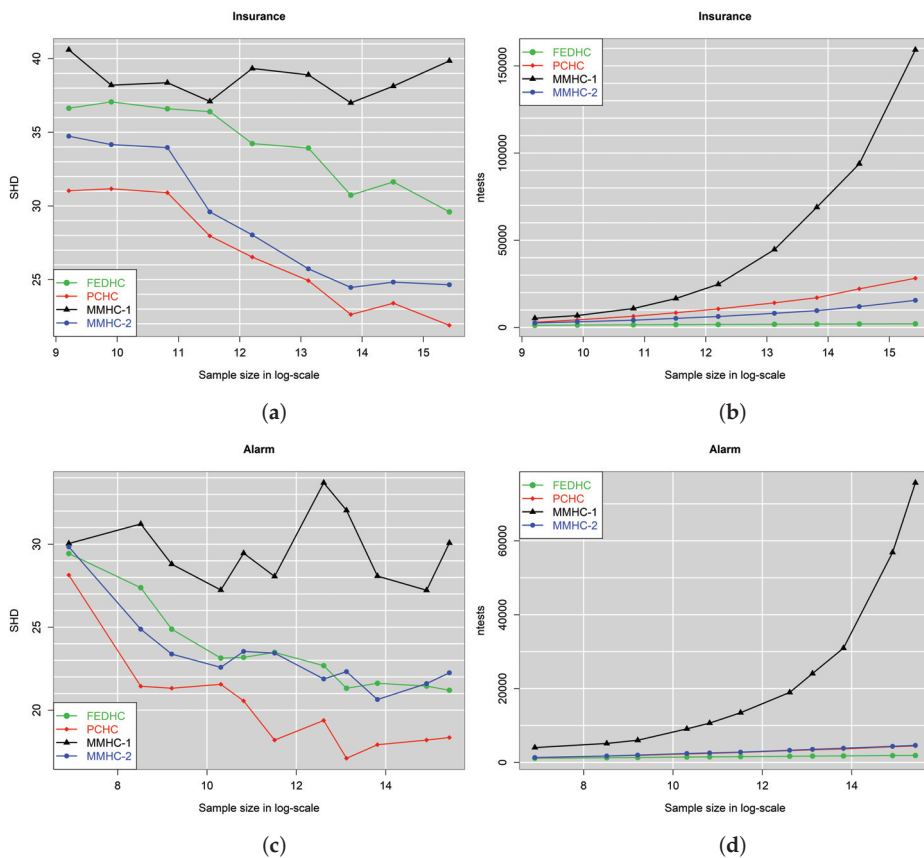 Insurance
SHD
40
35
30
25
FEDHC
PCHC
MMHC-1
MMHC-2
9 10 11 12 13 14 15
Sample size in log-scale
(a)
Insurance
ntests
150000
100000
50000
0
FEDHC
PCHC
MMHC-1
MMHC-2
9 10 11 12 13 14 15
Sample size in log-scale
(b)
Alarm
SHD
30
25
20
FEDHC
PCHC
MMHC-1
MMHC-2
8 10 12 14
Sample size in log-scale
(c)
Alarm
ntests
60000
40000
20000
0
FEDHC
PCHC
MMHC-1
MMHC-2
8 10 12 14
Sample size in log-scale
(d)